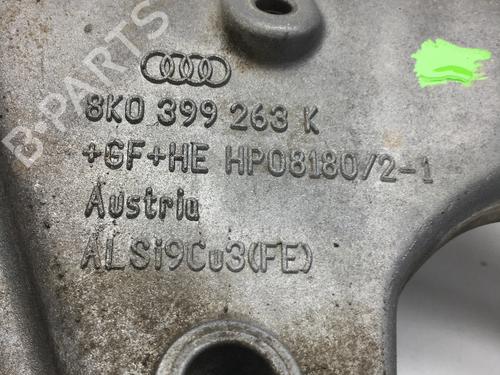 B-PARTS
8K0 399 263 K
+GF+HE HP08180/2-1
Austria
ALSi9Cu3(FE)